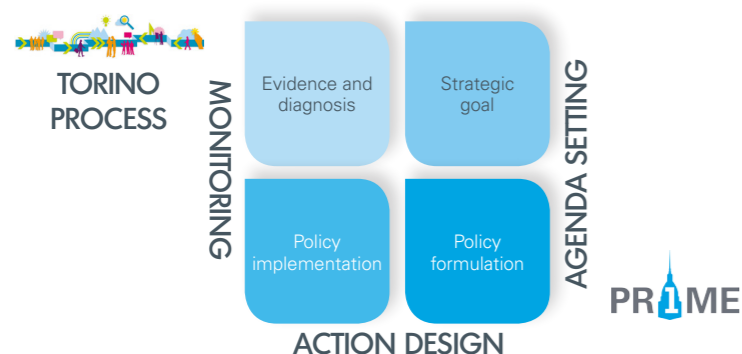 TORINO
PROCESS
MONITORING
Evidence and
diagnosis
Strategic
goal
AGENDA SETTING
Policy
implementation
Policy
formulation
PR1ME
ACTION DESIGN